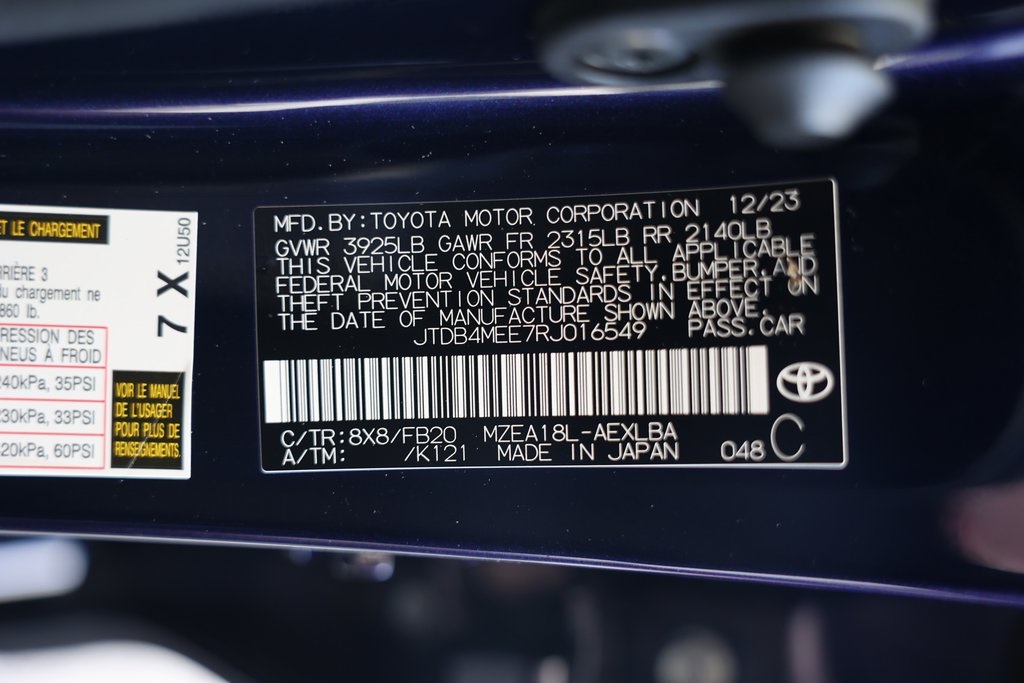 ET LE CHARGEMENT
RIÈRE 3
du chargement ne
860 lb.
RESSION DES
NEUS À FROID
240kPa, 35PSI
230kPa, 33PSI
420kPa, 60PSI
VOIR LE MANUEL
DE L'USAGER
POUR PLUS DE
RENSEIGNEMENTS.
7 X
12U50
MFD.BY:TOYOTA MOTOR CORPORATION 12/23
GVWR 3925LB GAWR FR 2315LB RR 2140LB
THIS VEHICLE CONFORMS TO ALL APPLICABLE
FEDERAL MOTOR VEHICLE SAFETY,BUMPER,AND
THEFT PREVENTION STANDARDS IN EFFECT ON
THE DATE OF MANUFACTURE SHOWN ABOVE.
JTDB4MEE7RJ016549 PASS.CAR
C/TR:8X8/FB20 MZEA18L-AEXLBA
A/TM: /K121 MADE IN JAPAN 048 C